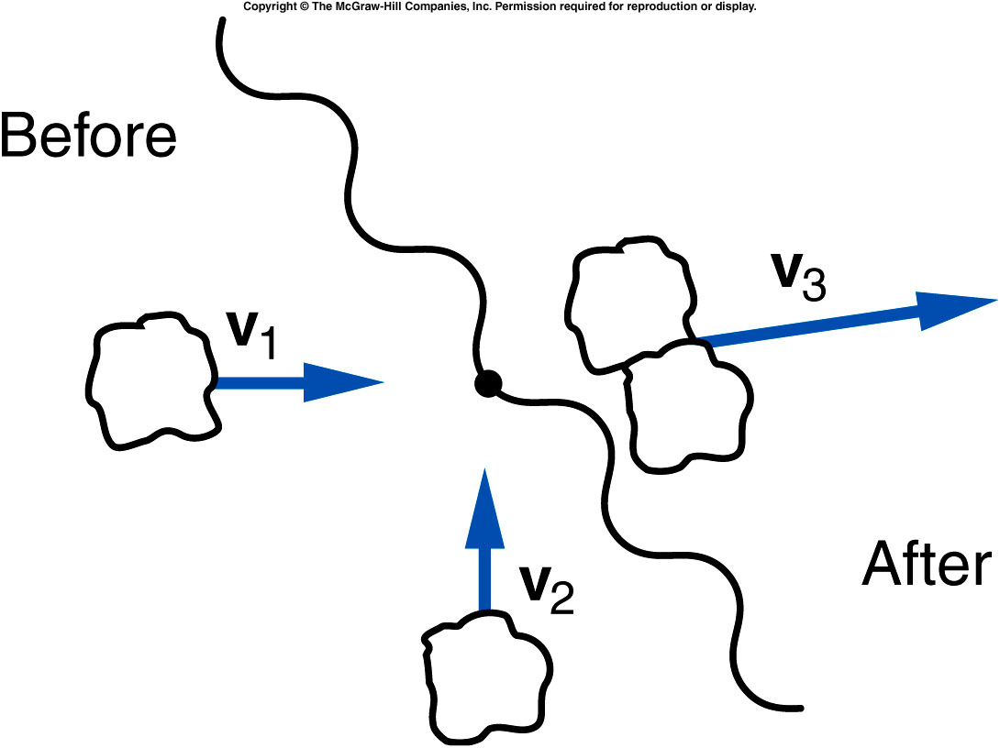 Copyright © The McGraw-Hill Companies, Inc. Permission required for reproduction or display.
Before
v3
v1
After
v2